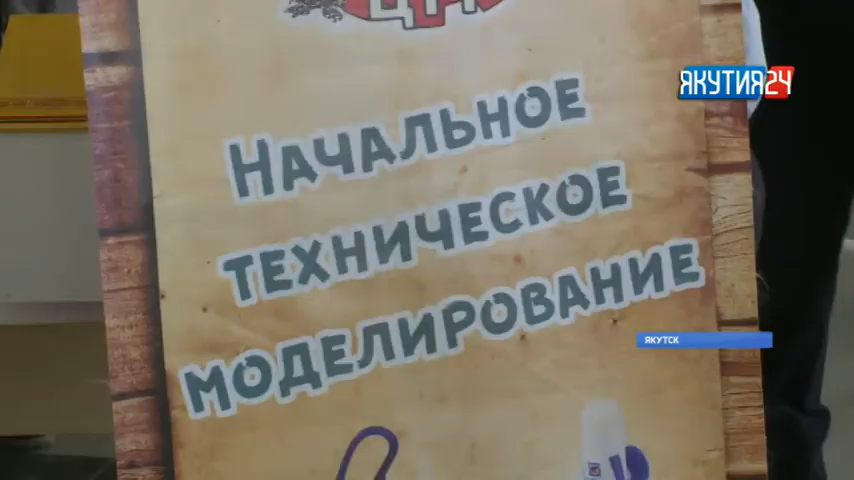 ЯКУТИЯ24
НАЧАЛЬНОЕ
ТЕХНИЧЕСКОЕ
МОДЕЛИРОВАНИЕ
ЯКУТСК